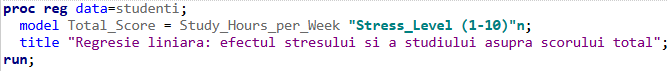 proc reg data=studenti;
model Total_Score = Study_Hours_per_Week "Stress_Level (1-10)"n;
title "Regresie liniara: efectul stresului si a studiului asupra scorului total";
run;